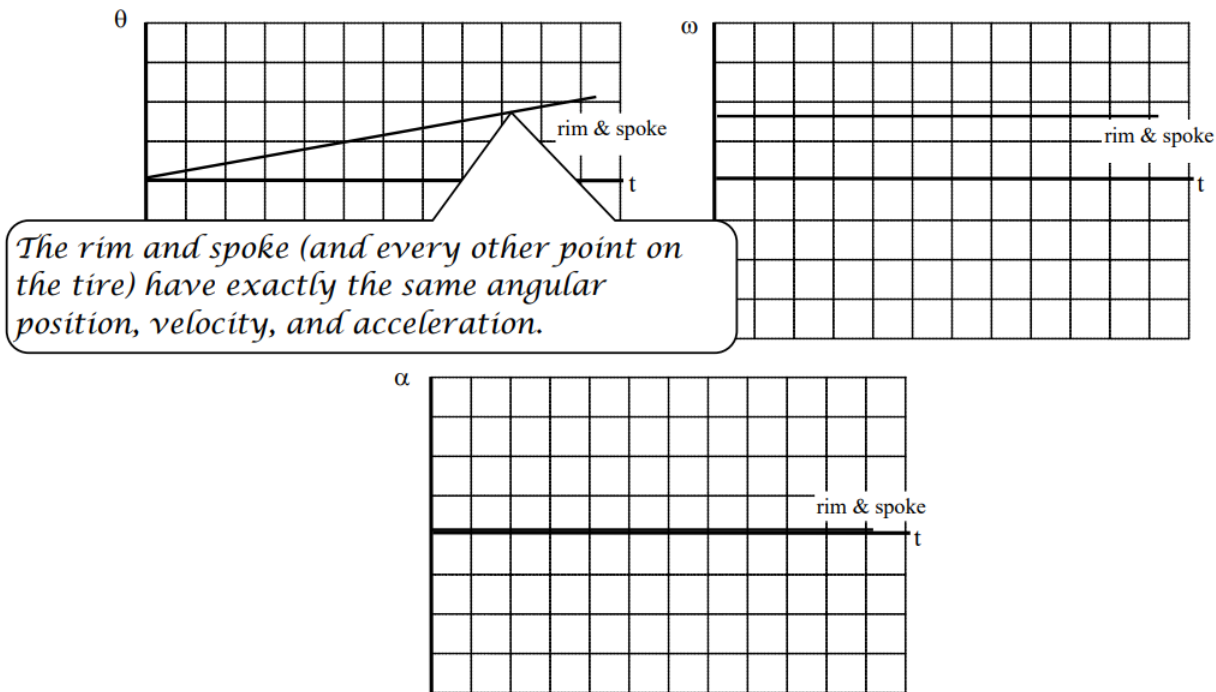 θ
ω
rim & spoke
rim & spoke
t
t
The rim and spoke (and every other point on
the tire) have exactly the same angular
position, velocity, and acceleration.
α
rim & spoke
t